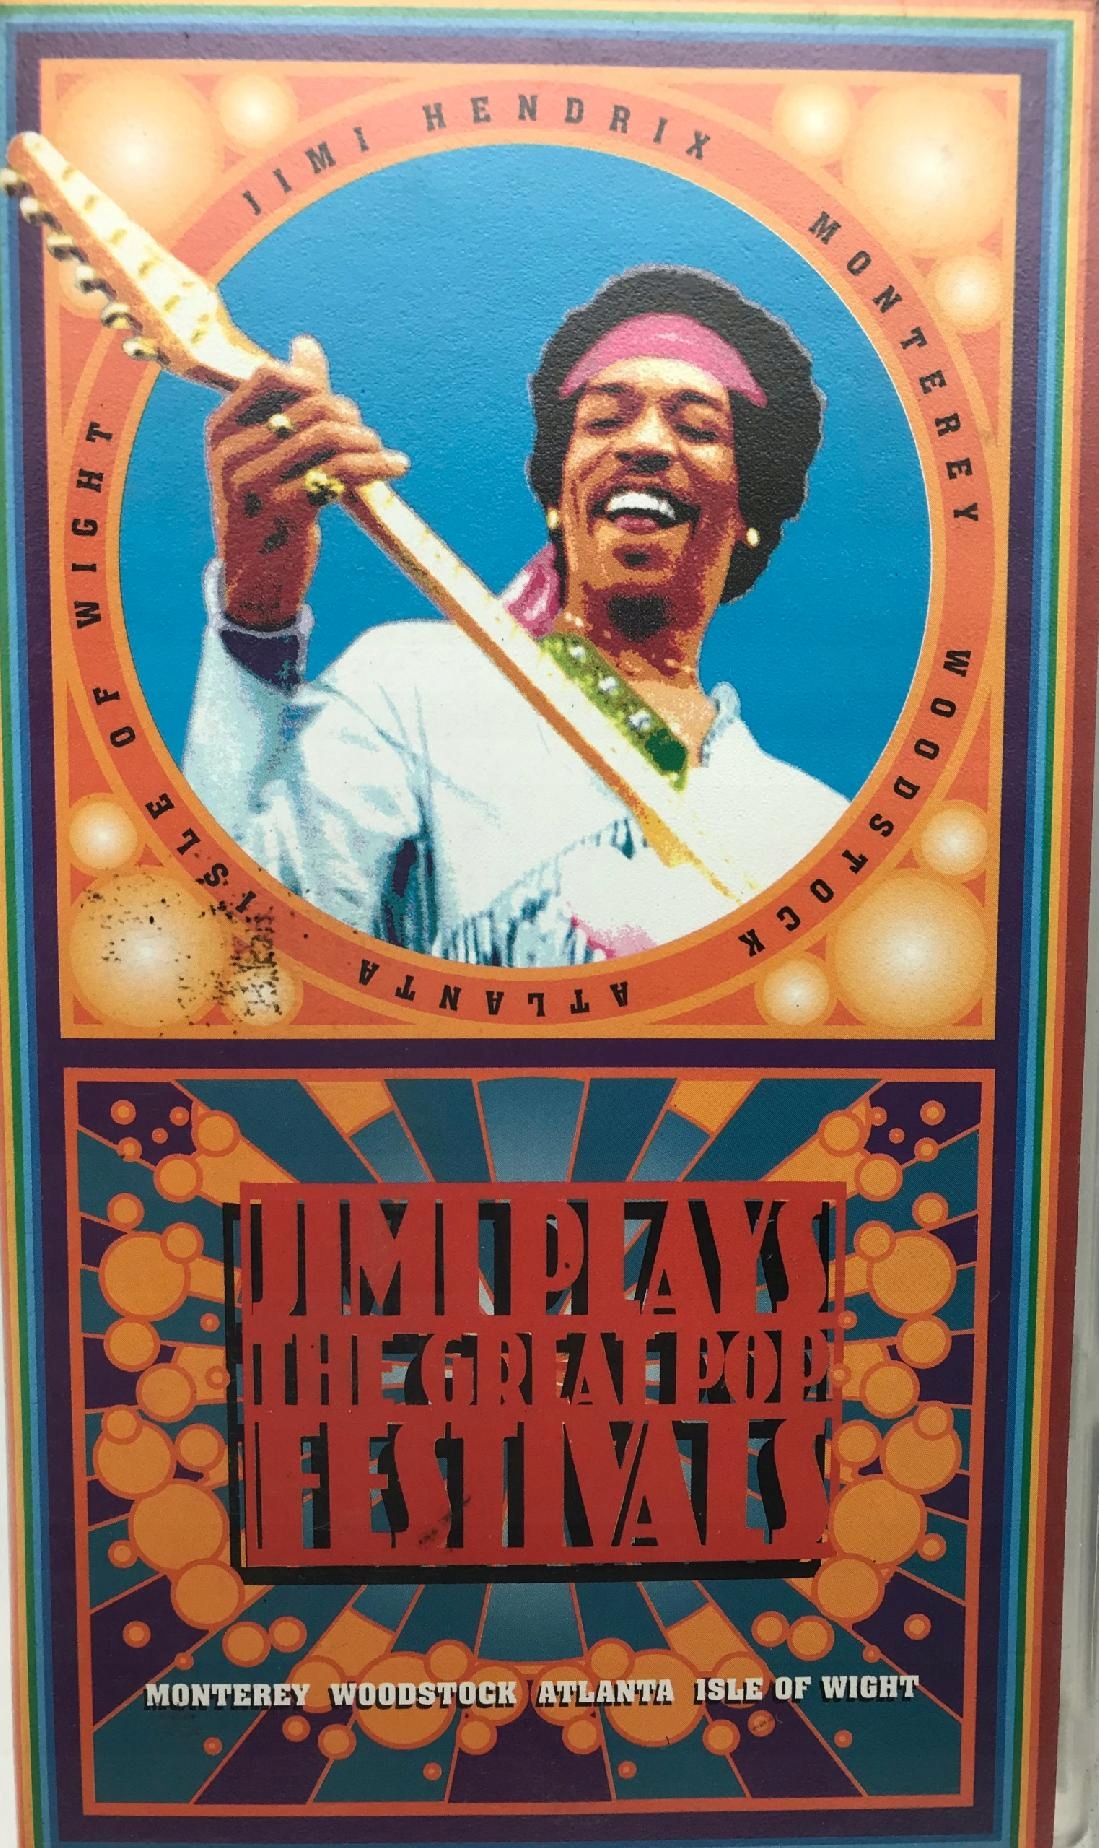 JIMI HENDRIX
MONTEREY
WOODSTOCK
ATLANTA
ISLE OF WIGHT
JIMI PLAYS
THE GREAT POP
FESTIVALS
MONTEREY WOODSTOCK ATLANTA ISLE OF WIGHT